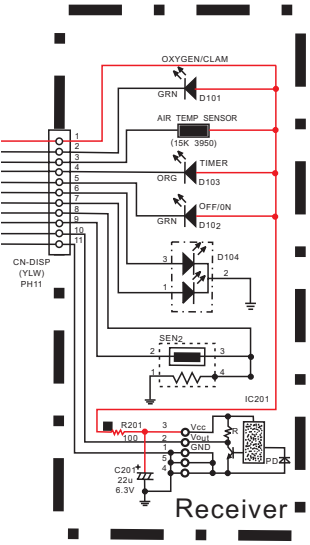 OXYGEN/CLAM
GRN
D101
AIR TEMP SENSOR
(15K 3950)
TIMER
ORG
D103
OFF/0N
GRN
D102
1
2
3
4
5
6
7
8
9
10
11
CN-DISP
(YLW)
PH11
D104
3
1
2
SEN2
2
3
1
4
IC201
R201
100
3
Vcc
2
Vout
1
GND
5
4
R
PD
C201+
22u
6.3V
Receiver